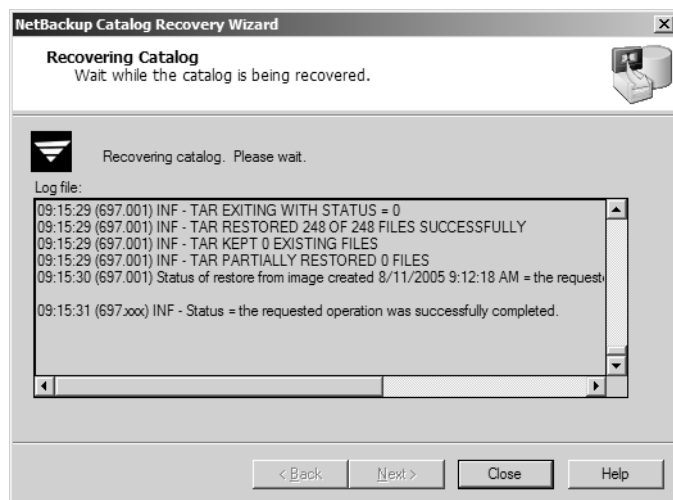 NetBackup Catalog Recovery Wizard
Recovering Catalog
Wait while the catalog is being recovered.
Recovering catalog. Please wait.
Log file:
09:15:29 (697.001) INF - TAR EXITING WITH STATUS = 0
09:15:29 (697.001) INF - TAR RESTORED 248 OF 248 FILES SUCCESSFULLY
09:15:29 (697.001) INF - TAR KEPT 0 EXISTING FILES
09:15:29 (697.001) INF - TAR PARTIALLY RESTORED 0 FILES
09:15:30 (697.001) Status of restore from image created 8/11/2005 9:12:18 AM = the requeste
09:15:31 (697.xxx) INF - Status = the requested operation was successfully completed.
< Back Next > Close Help